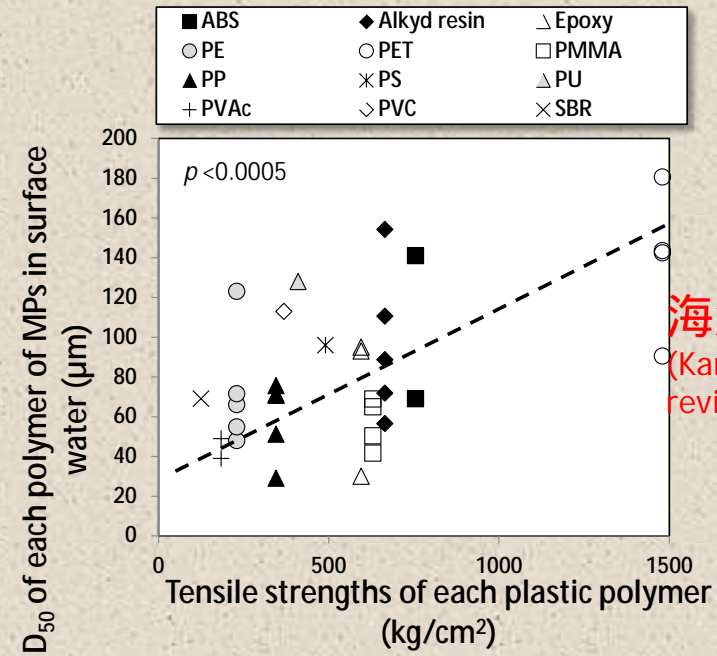 ABS Alkyd resin Epoxy
PE PET PMMA
PP PS PU
PVAc PVC SBR
D₅₀ of each polymer of MPs in surface
water (µm)
200
180
160
140
120
100
80
60
40
20
0
p <0.0005
海
(Kar
revi
0 500 1000 1500
Tensile strengths of each plastic polymer
(kg/cm²)